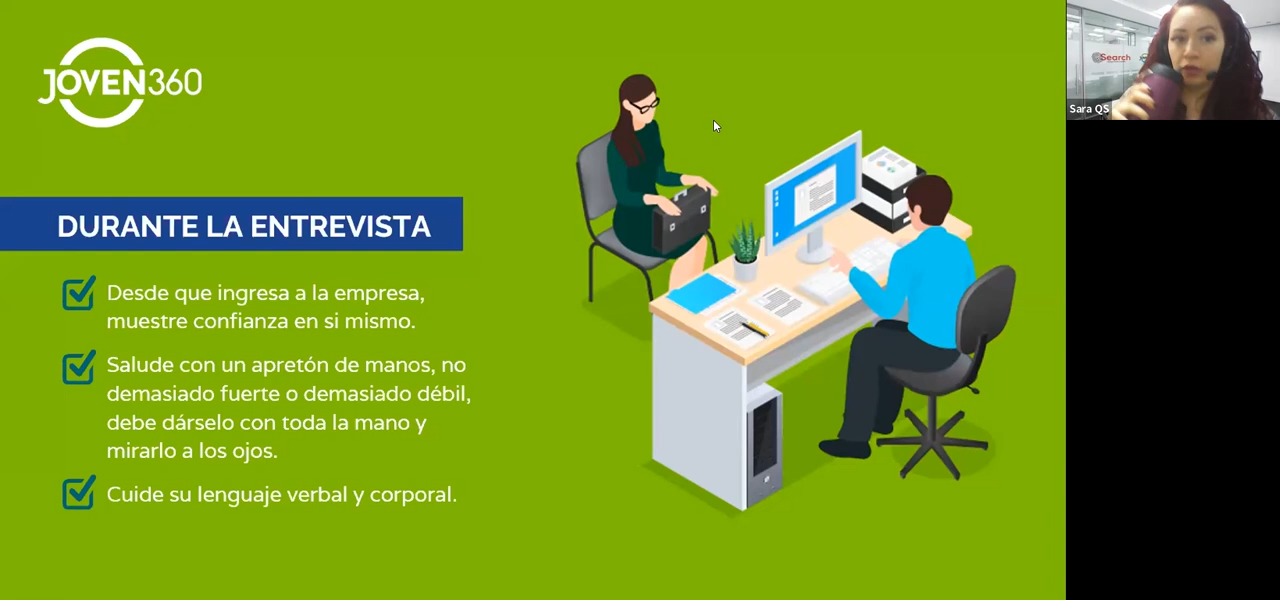 JOVEN360
DURANTE LA ENTREVISTA
Desde que ingresa a la empresa,
muestre confianza en si mismo.
Salude con un apretón de manos, no
demasiado fuerte o demasiado débil,
debe dárselo con toda la mano y
mirarlo a los ojos.
Cuide su lenguaje verbal y corporal.
Search
Sara QS